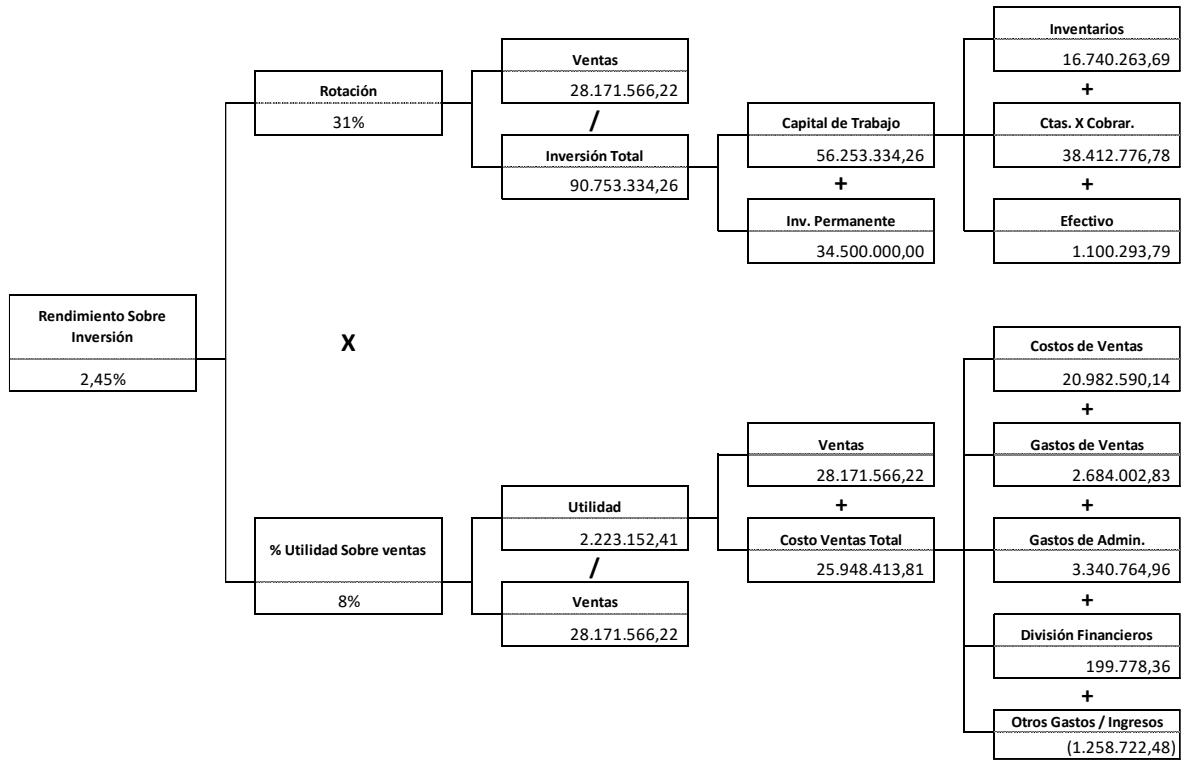 Inventarios
16.740.263,69
+
Ctas. X Cobrar.
38.412.776,78
+
Efectivo
1.100.293,79
Ventas
28.171.566,22
/
Inversión Total
90.753.334,26
Rotación
31%
Capital de Trabajo
56.253.334,26
+
Inv. Permanente
34.500.000,00
Rendimiento Sobre
Inversión
2,45%
X
Costos de Ventas
20.982.590,14
+
Gastos de Ventas
2.684.002,83
+
Gastos de Admin.
3.340.764,96
+
División Financieros
199.778,36
+
Otros Gastos / Ingresos
(1.258.722,48)
Ventas
28.171.566,22
+
Costo Ventas Total
25.948.413,81
Utilidad
2.223.152,41
/
Ventas
28.171.566,22
% Utilidad Sobre ventas
8%